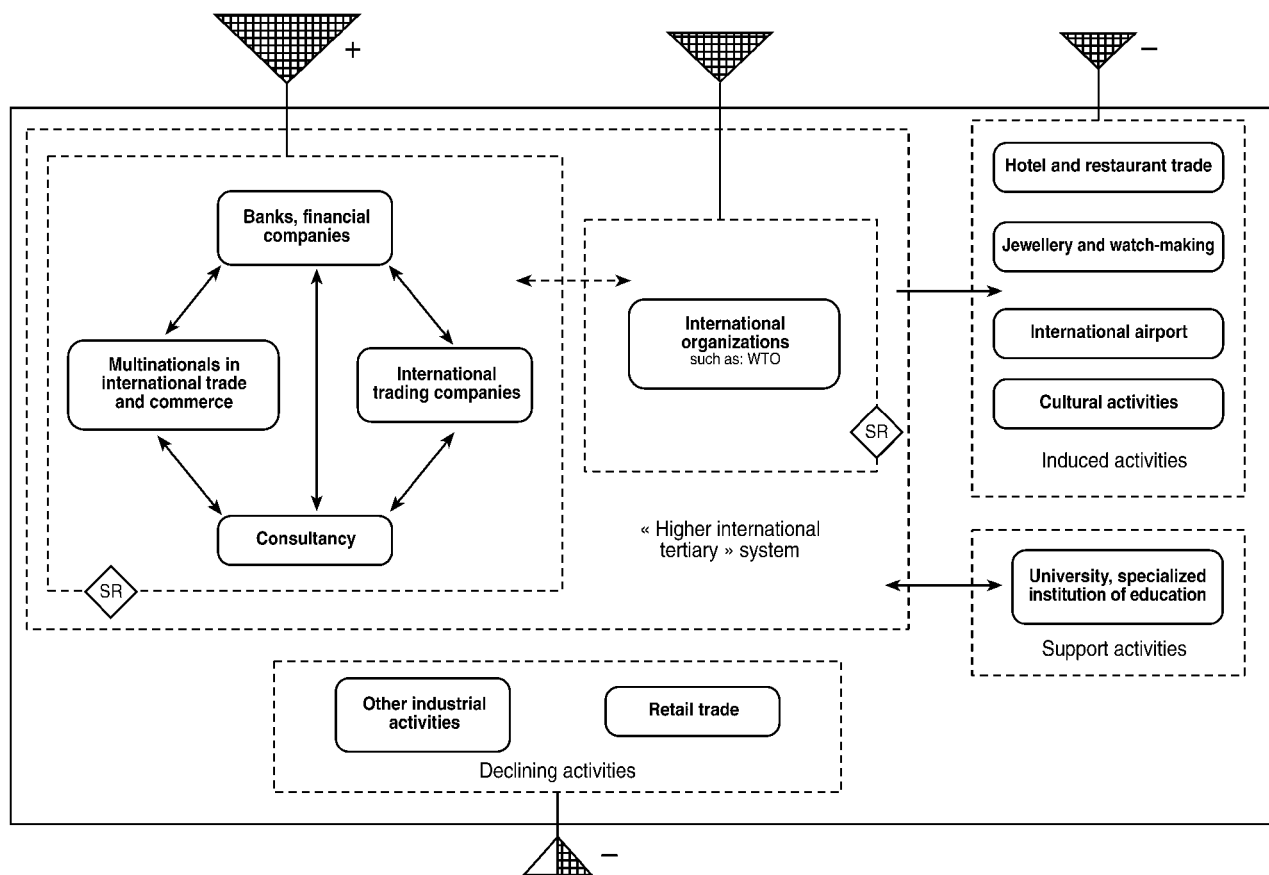 +
−
Banks, financial
companies
Multinationals in
international trade
and commerce
International
trading companies
Consultancy
SR
International
organizations
such as: WTO
SR
« Higher international
tertiary » system
Hotel and restaurant trade
Jewellery and watch-making
International airport
Cultural activities
Induced activities
University, specialized
institution of education
Support activities
Other industrial
activities
Retail trade
Declining activities
−